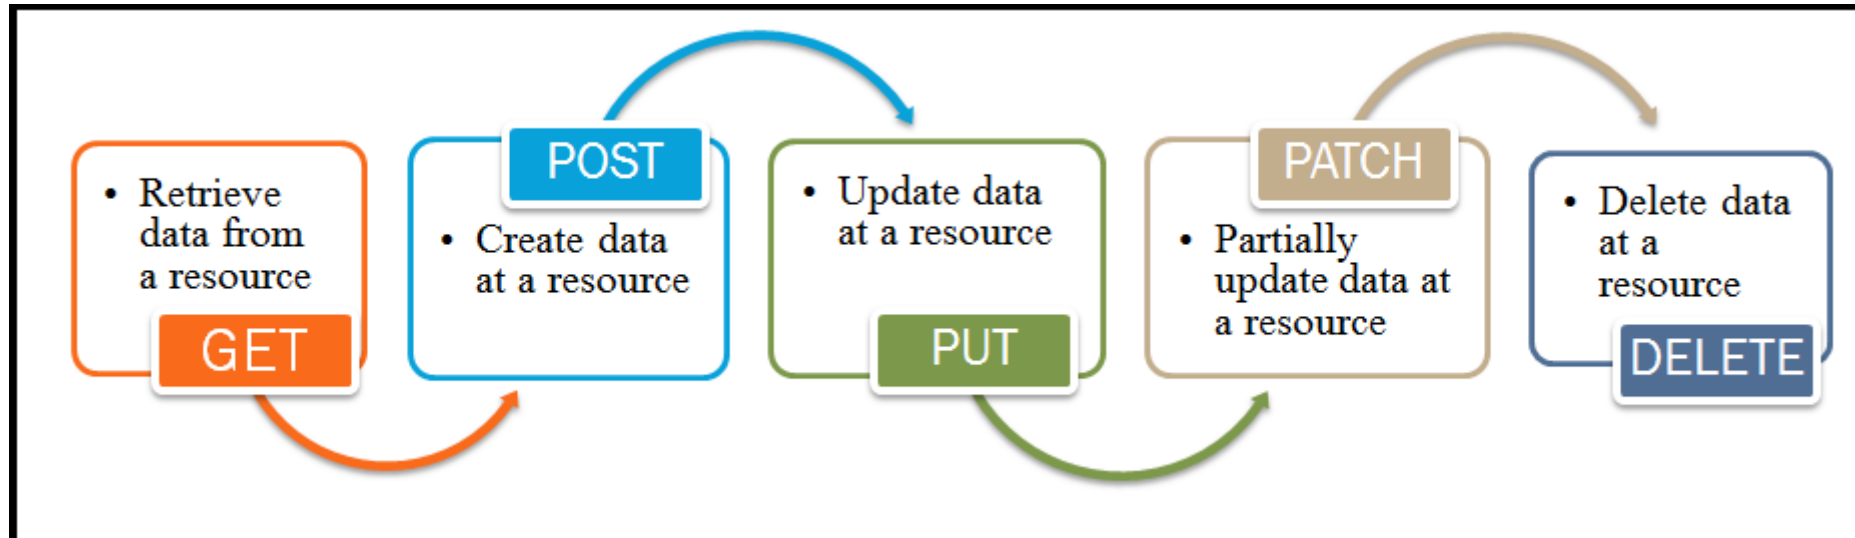 • Retrieve
data from
a resource
GET
POST
• Create data
at a resource
• Update data
at a resource
PUT
PATCH
• Partially
update data at
a resource
• Delete data
at a
resource
DELETE